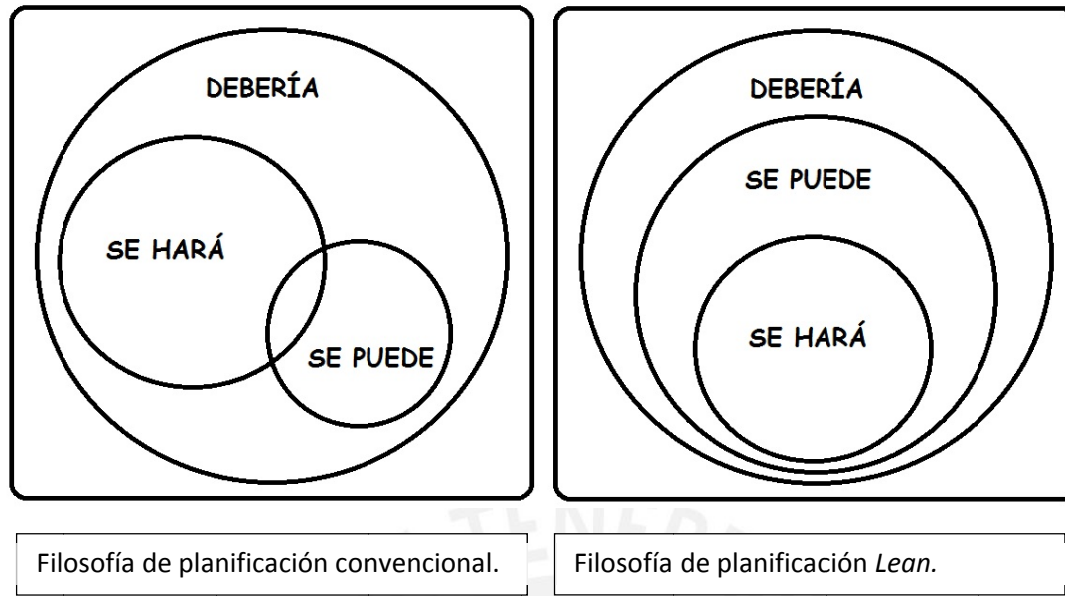 DEBERÍA
SE HARÁ
SE PUEDE
DEBERÍA
SE PUEDE
SE HARÁ
Filosofía de planificación convencional.
Filosofía de planificación Lean.